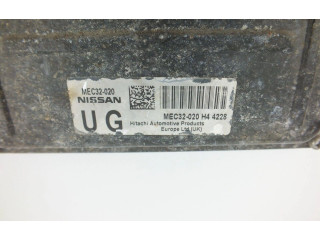 MEC32-020
NISSAN
MEC32-020 H4 4228
UG
Hitachi Automotive Products
Europe Ltd (UK)